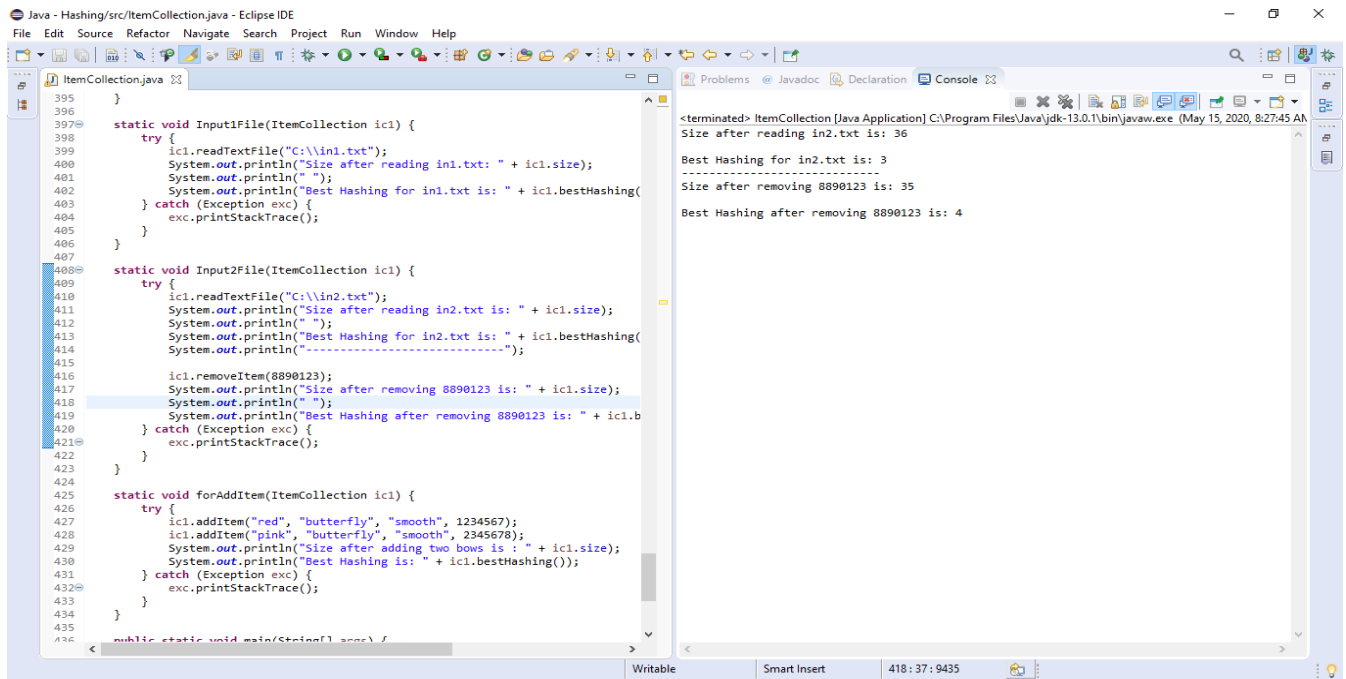 Java - Hashing/src/ItemCollection.java - Eclipse IDE
File Edit Source Refactor Navigate Search Project Run Window Help
ItemCollection.java
395 }
396
397 static void Input1File(ItemCollection ic1) {
398 try {
399 ic1.readTextFile("C:\\in1.txt");
400 System.out.println("Size after reading in1.txt: " + ic1.size);
401 System.out.println(" ");
402 System.out.println("Best Hashing for in1.txt is: " + ic1.bestHashing(
403 } catch (Exception exc) {
404 exc.printStackTrace();
405 }
406 }
407
408 static void Input2File(ItemCollection ic1) {
409 try {
410 ic1.readTextFile("C:\\in2.txt");
411 System.out.println("Size after reading in2.txt is: " + ic1.size);
412 System.out.println(" ");
413 System.out.println("Best Hashing for in2.txt is: " + ic1.bestHashing(
414 System.out.println("-----------------------------");
415
416 ic1.removeItem(8890123);
417 System.out.println("Size after removing 8890123 is: " + ic1.size);
418 System.out.println(" ");
419 System.out.println("Best Hashing after removing 8890123 is: " + ic1.b
420 } catch (Exception exc) {
421 exc.printStackTrace();
422 }
423 }
424
425 static void forAddItem(ItemCollection ic1) {
426 try {
427 ic1.addItem("red", "butterfly", "smooth", 1234567);
428 ic1.addItem("pink", "butterfly", "smooth", 2345678);
429 System.out.println("Size after adding two bows is : " + ic1.size);
430 System.out.println("Best Hashing is: " + ic1.bestHashing());
431 } catch (Exception exc) {
432 exc.printStackTrace();
433 }
434 }
435
436 public static void main(String[] args) {
Problems Javadoc Declaration Console
<terminated> ItemCollection [Java Application] C:\Program Files\Java\jdk-13.0.1\bin\javaw.exe (May 15, 2020, 8:27:45 AM
Size after reading in2.txt is: 36
Best Hashing for in2.txt is: 3
-----------------------------
Size after removing 8890123 is: 35
Best Hashing after removing 8890123 is: 4
Writable Smart Insert 418 : 37 : 9435